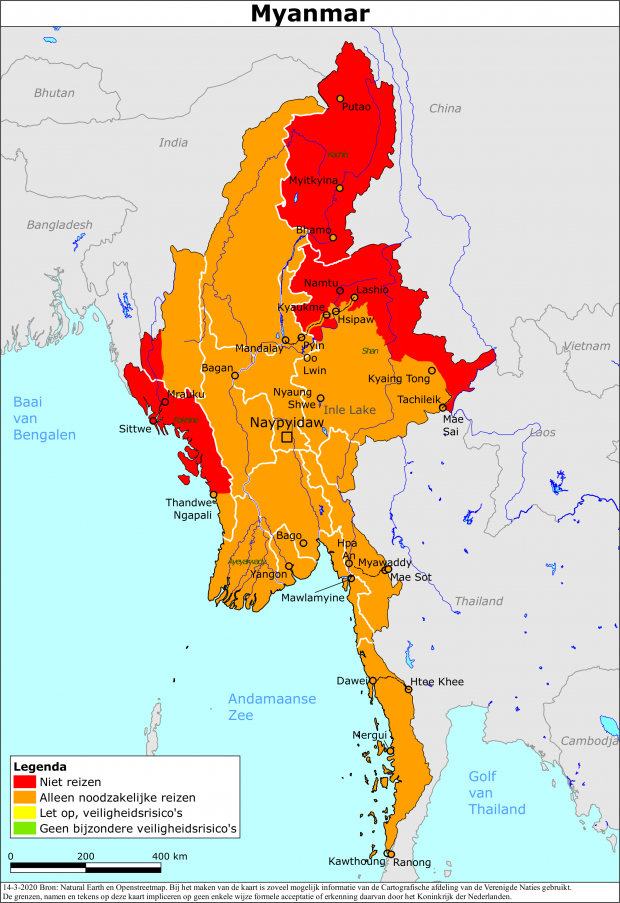 Myanmar
Bhutan
China
India
Putao
Kachin
Myitkyina
Bangladesh
Bhamo
Namtu
Lashio
Kyaukme
Hsipaw
Mandalay
Pyin
Oo
Lwin
Shan
Vietnam
Bagan
Kyaing Tong
Nyaung
Shwe
Inle Lake
Tachileik
Mrauku
Baai
van
Bengalen
Sittwe
Rakhine
Naypyidaw
Mae
Sai
Laos
Thandwe
Ngapali
Bago
Hpa
An
Ayeyarwady
Yangon
Myawaddy
Mae Sot
Mawlamyine
Thailand
Dawei
Htee Khee
Andamaanse
Zee
Mergui
Cambodja
Golf
van
Thailand
Legenda
Niet reizen
Alleen noodzakelijke reizen
Let op, veiligheidsrisico's
Geen bijzondere veiligheidsrisico's
0 200 400 km
Kawthoung
Ranong
14-3-2020 Bron: Natural Earth en Openstreetmap. Bij het maken van de kaart is zoveel mogelijk informatie van de Cartografische afdeling van de Verenigde Naties gebruikt.
De grenzen, namen en tekens op deze kaart impliceren op geen enkele wijze formele acceptatie of erkenning daarvan door het Koninkrijk der Nederlanden.